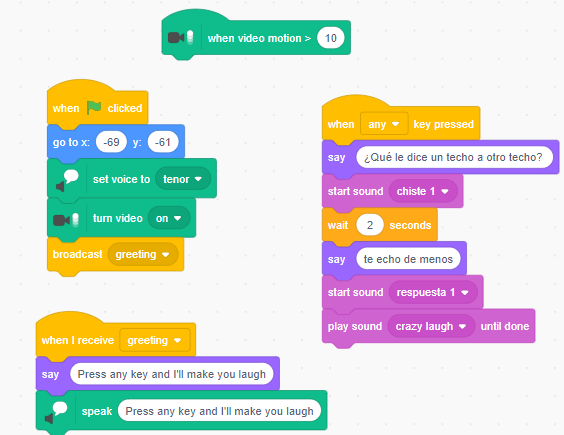 when video motion > 10
when clicked
go to x: -69 y: -61
set voice to tenor
turn video on
broadcast greeting
when I receive greeting
say Press any key and I'll make you laugh
speak Press any key and I'll make you laugh
when any key pressed
say ¿Qué le dice un techo a otro techo?
start sound chiste 1
wait 2 seconds
say te echo de menos
start sound respuesta 1
play sound crazy laugh until done